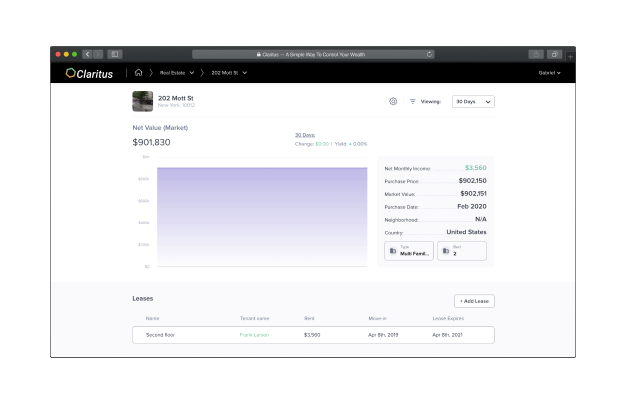 Claritus — A Simple Way To Control Your Wealth
Claritus
Real Estate
202 Mott St
Gabriel
202 Mott St
New York, 10012
Viewing:
30 Days
Net Value (Market)
$901,830
30 Days:
Change: $0.00 | Yield: + 0.00%
$1m
$200k
$0
Net Monthly Income: $3,560
Purchase Price: $902,150
Market Value: $902,151
Purchase Date: Feb 2020
Neighborhood: N/A
Country: United States
Type
Multi Famil...
Bed
2
Leases
+ Add Lease
Name Tenant name Rent Move-in Lease Expires
Second floor Frank Larson $3,560 Apr 8th, 2019 Apr 8th, 2021